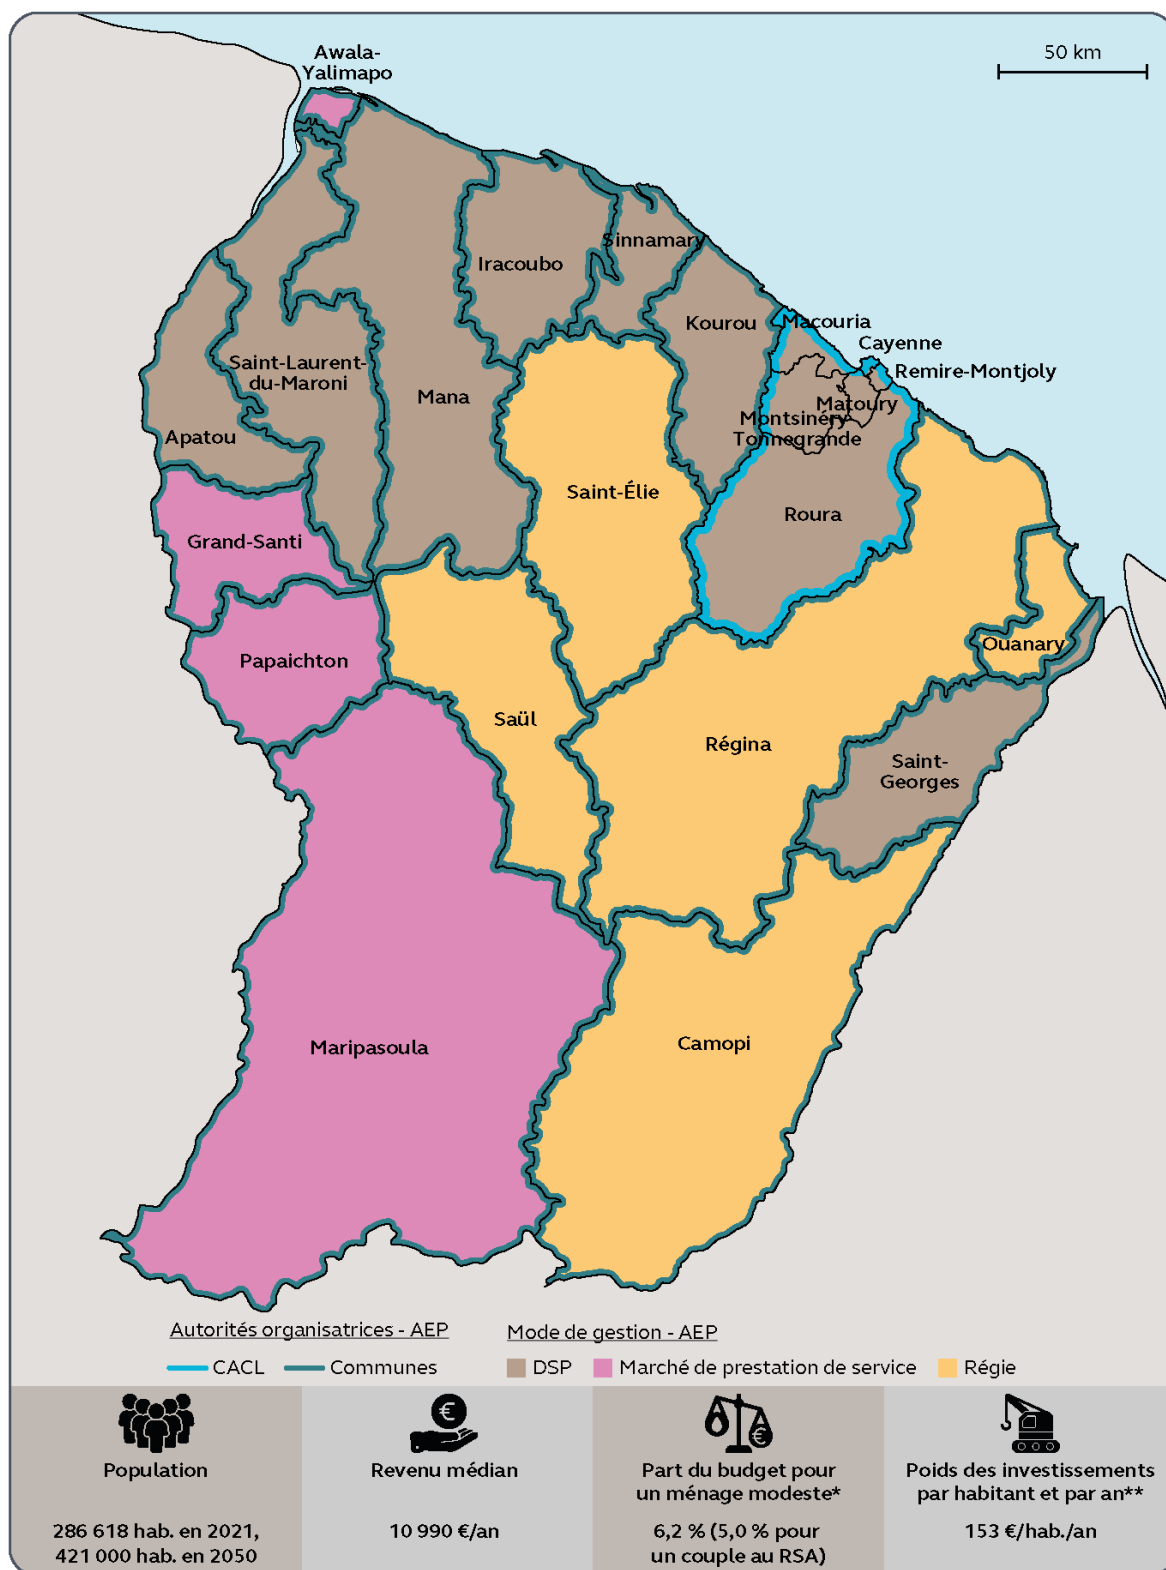 Awala-
Yalimapo
50 km
Sinnamary
Iracoubo
Kourou
Macouria
Cayenne
Remire-Montjoly
Saint-Laurent-
du-Maroni
Mana
Matoury
Montsinéry
Tonnegrande
Apatou
Saint-Élie
Roura
Grand-Santi
Ouanary
Papaichton
Saül
Régina
Saint-
Georges
Maripasoula
Camopi
Autorités organisatrices - AEP
CACL
Communes
Mode de gestion - AEP
DSP
Marché de prestation de service
Régie
Population
286 618 hab. en 2021,
421 000 hab. en 2050
€
Revenu médian
10 990 €/an
€
Part du budget pour
un ménage modeste*
6,2 % (5,0 % pour
un couple au RSA)
Poids des investissements
par habitant et par an**
153 €/hab./an